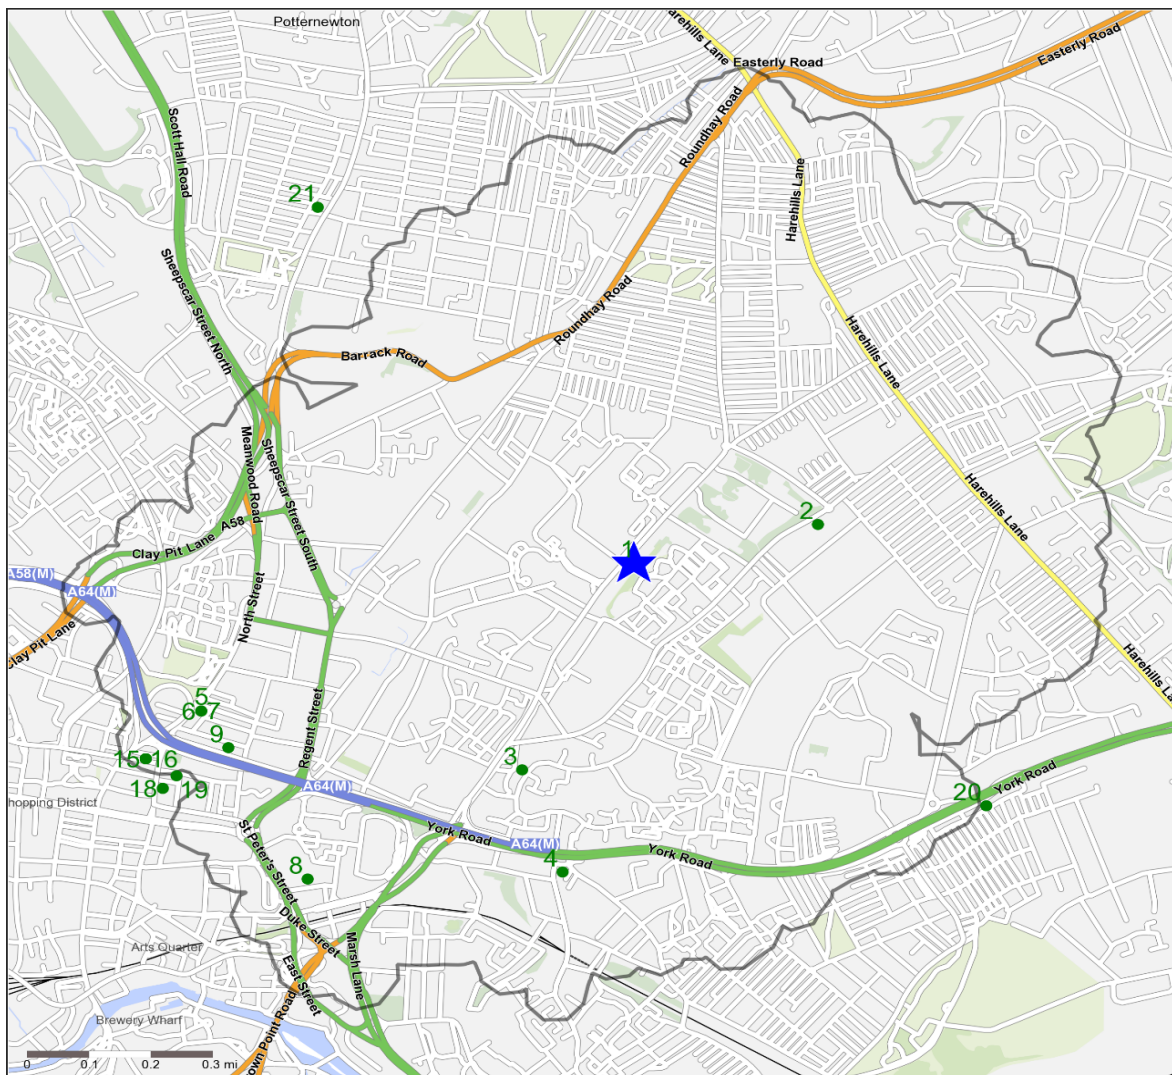 Potternewton
Harehills Lane
Easterly Road
Easterly Road
Scott Hall Road
Roundhay Road
Harehills Lane
21
Sheepscar Street North
Roundhay Road
Harehills Lane
Barrack Road
Meanwood Road
Sheepscar Street South
Harehills Lane
A58
2
Clay Pit Lane
1
A58(M)
A64(M)
North Street
Clay Pit Lane
Harehills Lane
5
6 7
Regent Street
9
15 16
3
18 19
A64(M)
hopping District
20
York Road
York Road
A64(M)
York Road
St Peter's Street
8
4
Duke Street
Arts Quarter
Marsh Lane
East Street
Brewery Wharf
own Point Road
0 0.1 0.2 0.3 mi